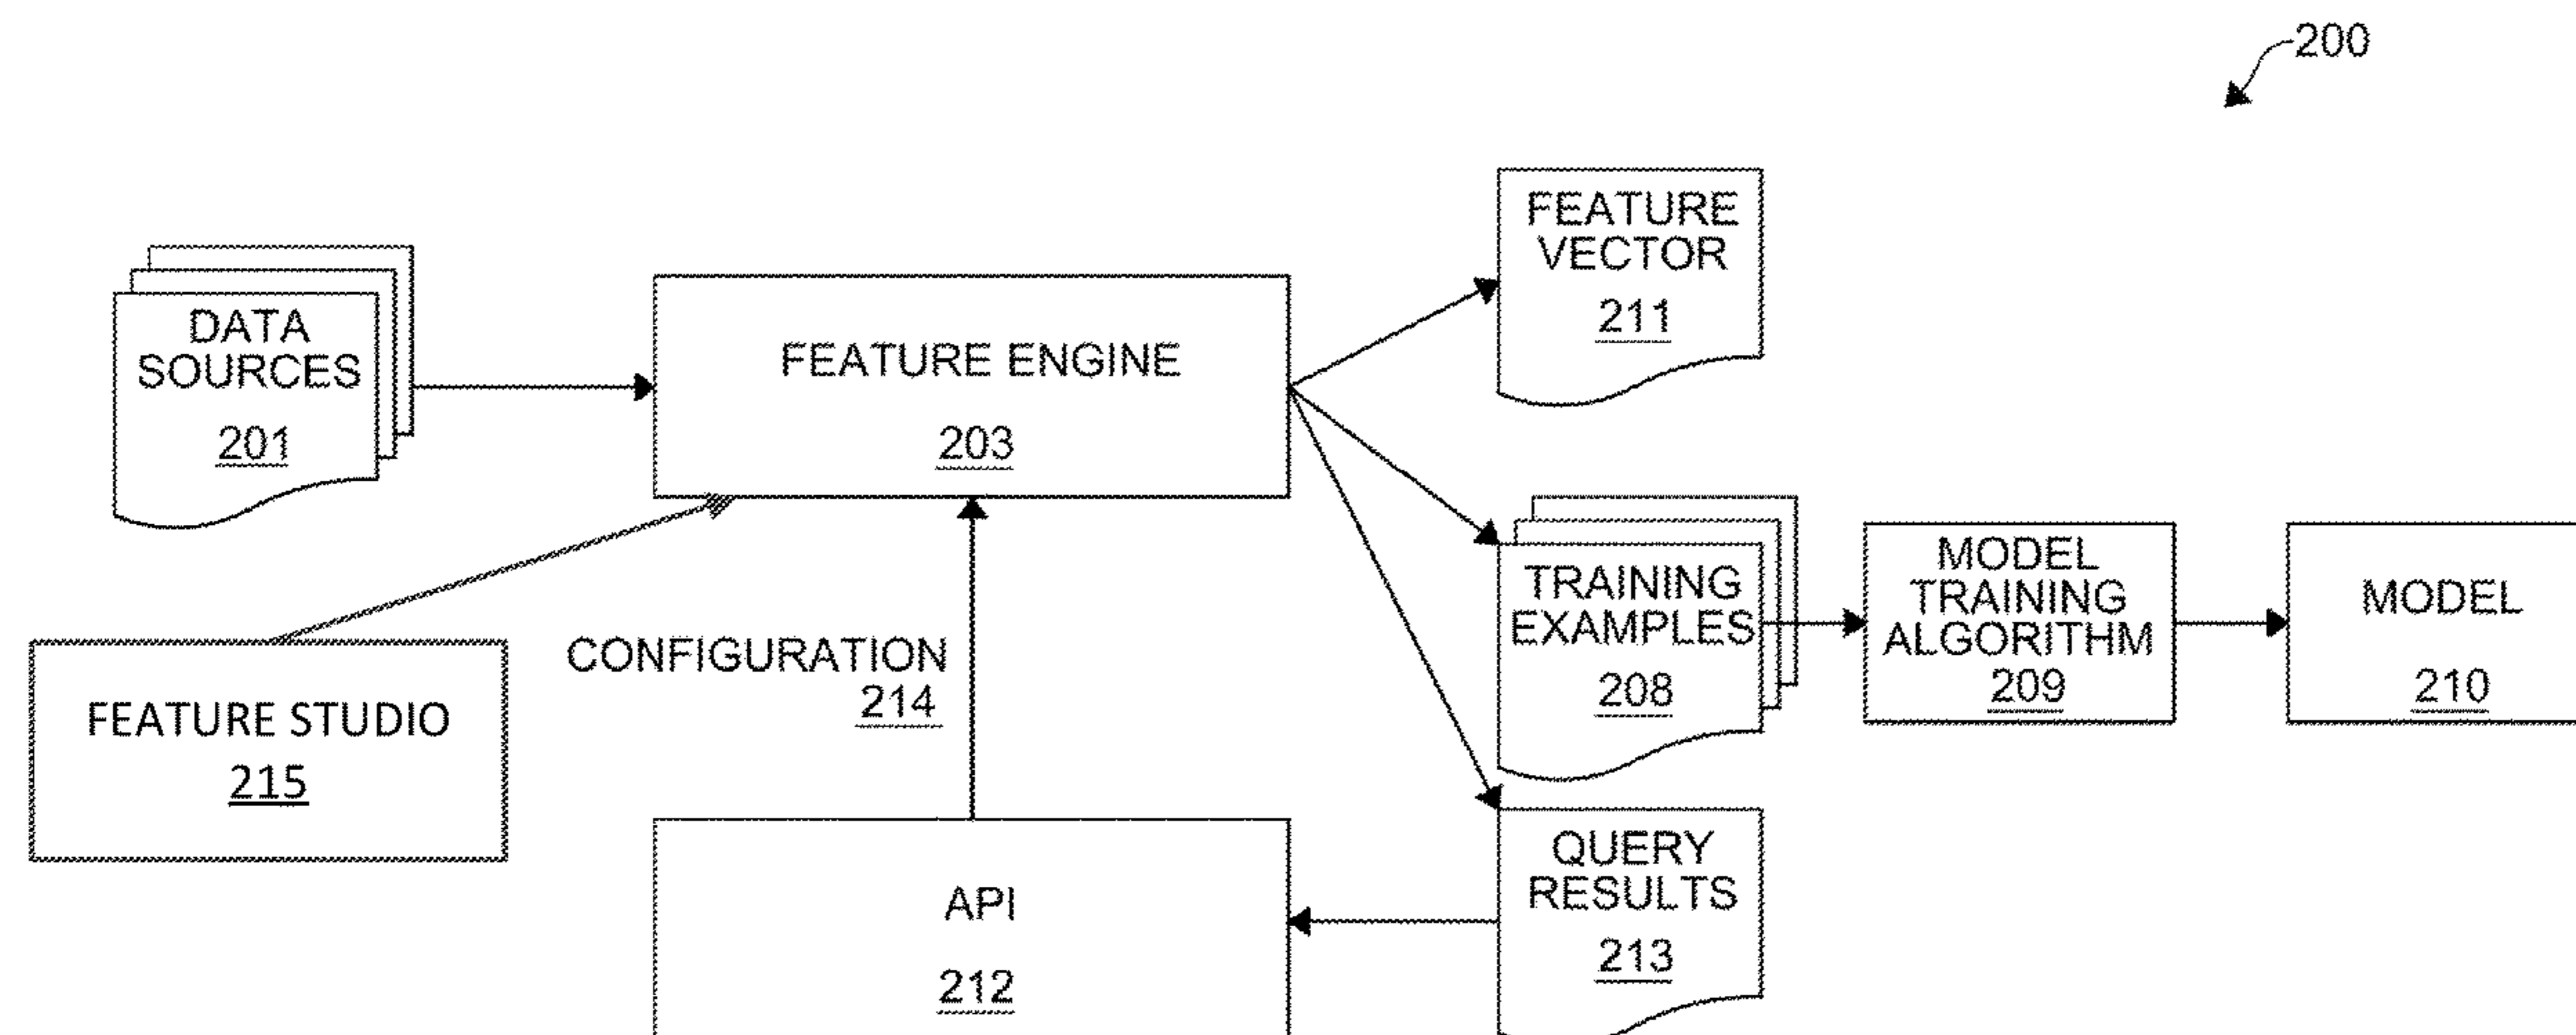 200
FEATURE
VECTOR
211
DATA
SOURCES
201
FEATURE ENGINE
203
TRAINING
EXAMPLES
208
MODEL
TRAINING
ALGORITHM
209
MODEL
210
CONFIGURATION
214
FEATURE STUDIO
215
API
212
QUERY
RESULTS
213